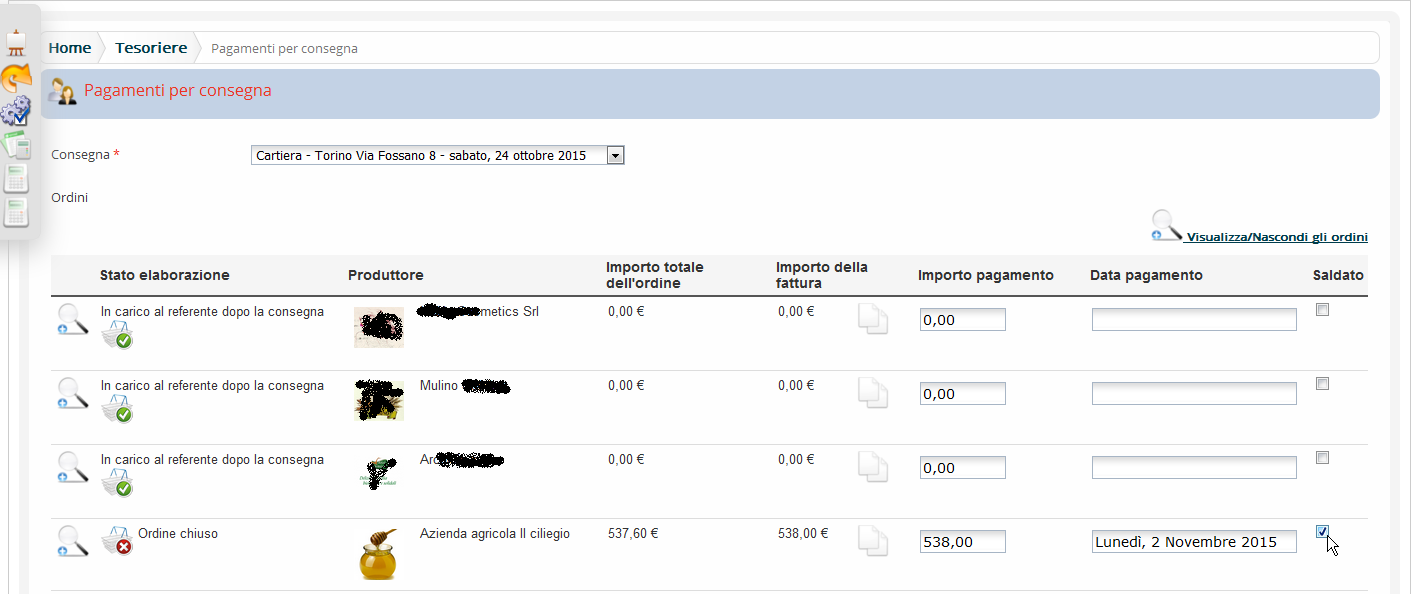 Home Tesoriere Pagamenti per consegna
Pagamenti per consegna
Consegna *
Cartiera - Torino Via Fossano 8 - sabato, 24 ottobre 2015
Ordini
Visualizza/Nascondi gli ordini
Stato elaborazione Produttore Importo totale dell'ordine Importo della fattura Importo pagamento Data pagamento Saldato
In carico al referente dopo la consegna Srl 0,00 € 0,00 € 0,00
In carico al referente dopo la consegna Mulino 0,00 € 0,00 € 0,00
In carico al referente dopo la consegna 0,00 € 0,00 € 0,00
Ordine chiuso Azienda agricola Il ciliegio 537,60 € 538,00 € 538,00 Lunedì, 2 Novembre 2015